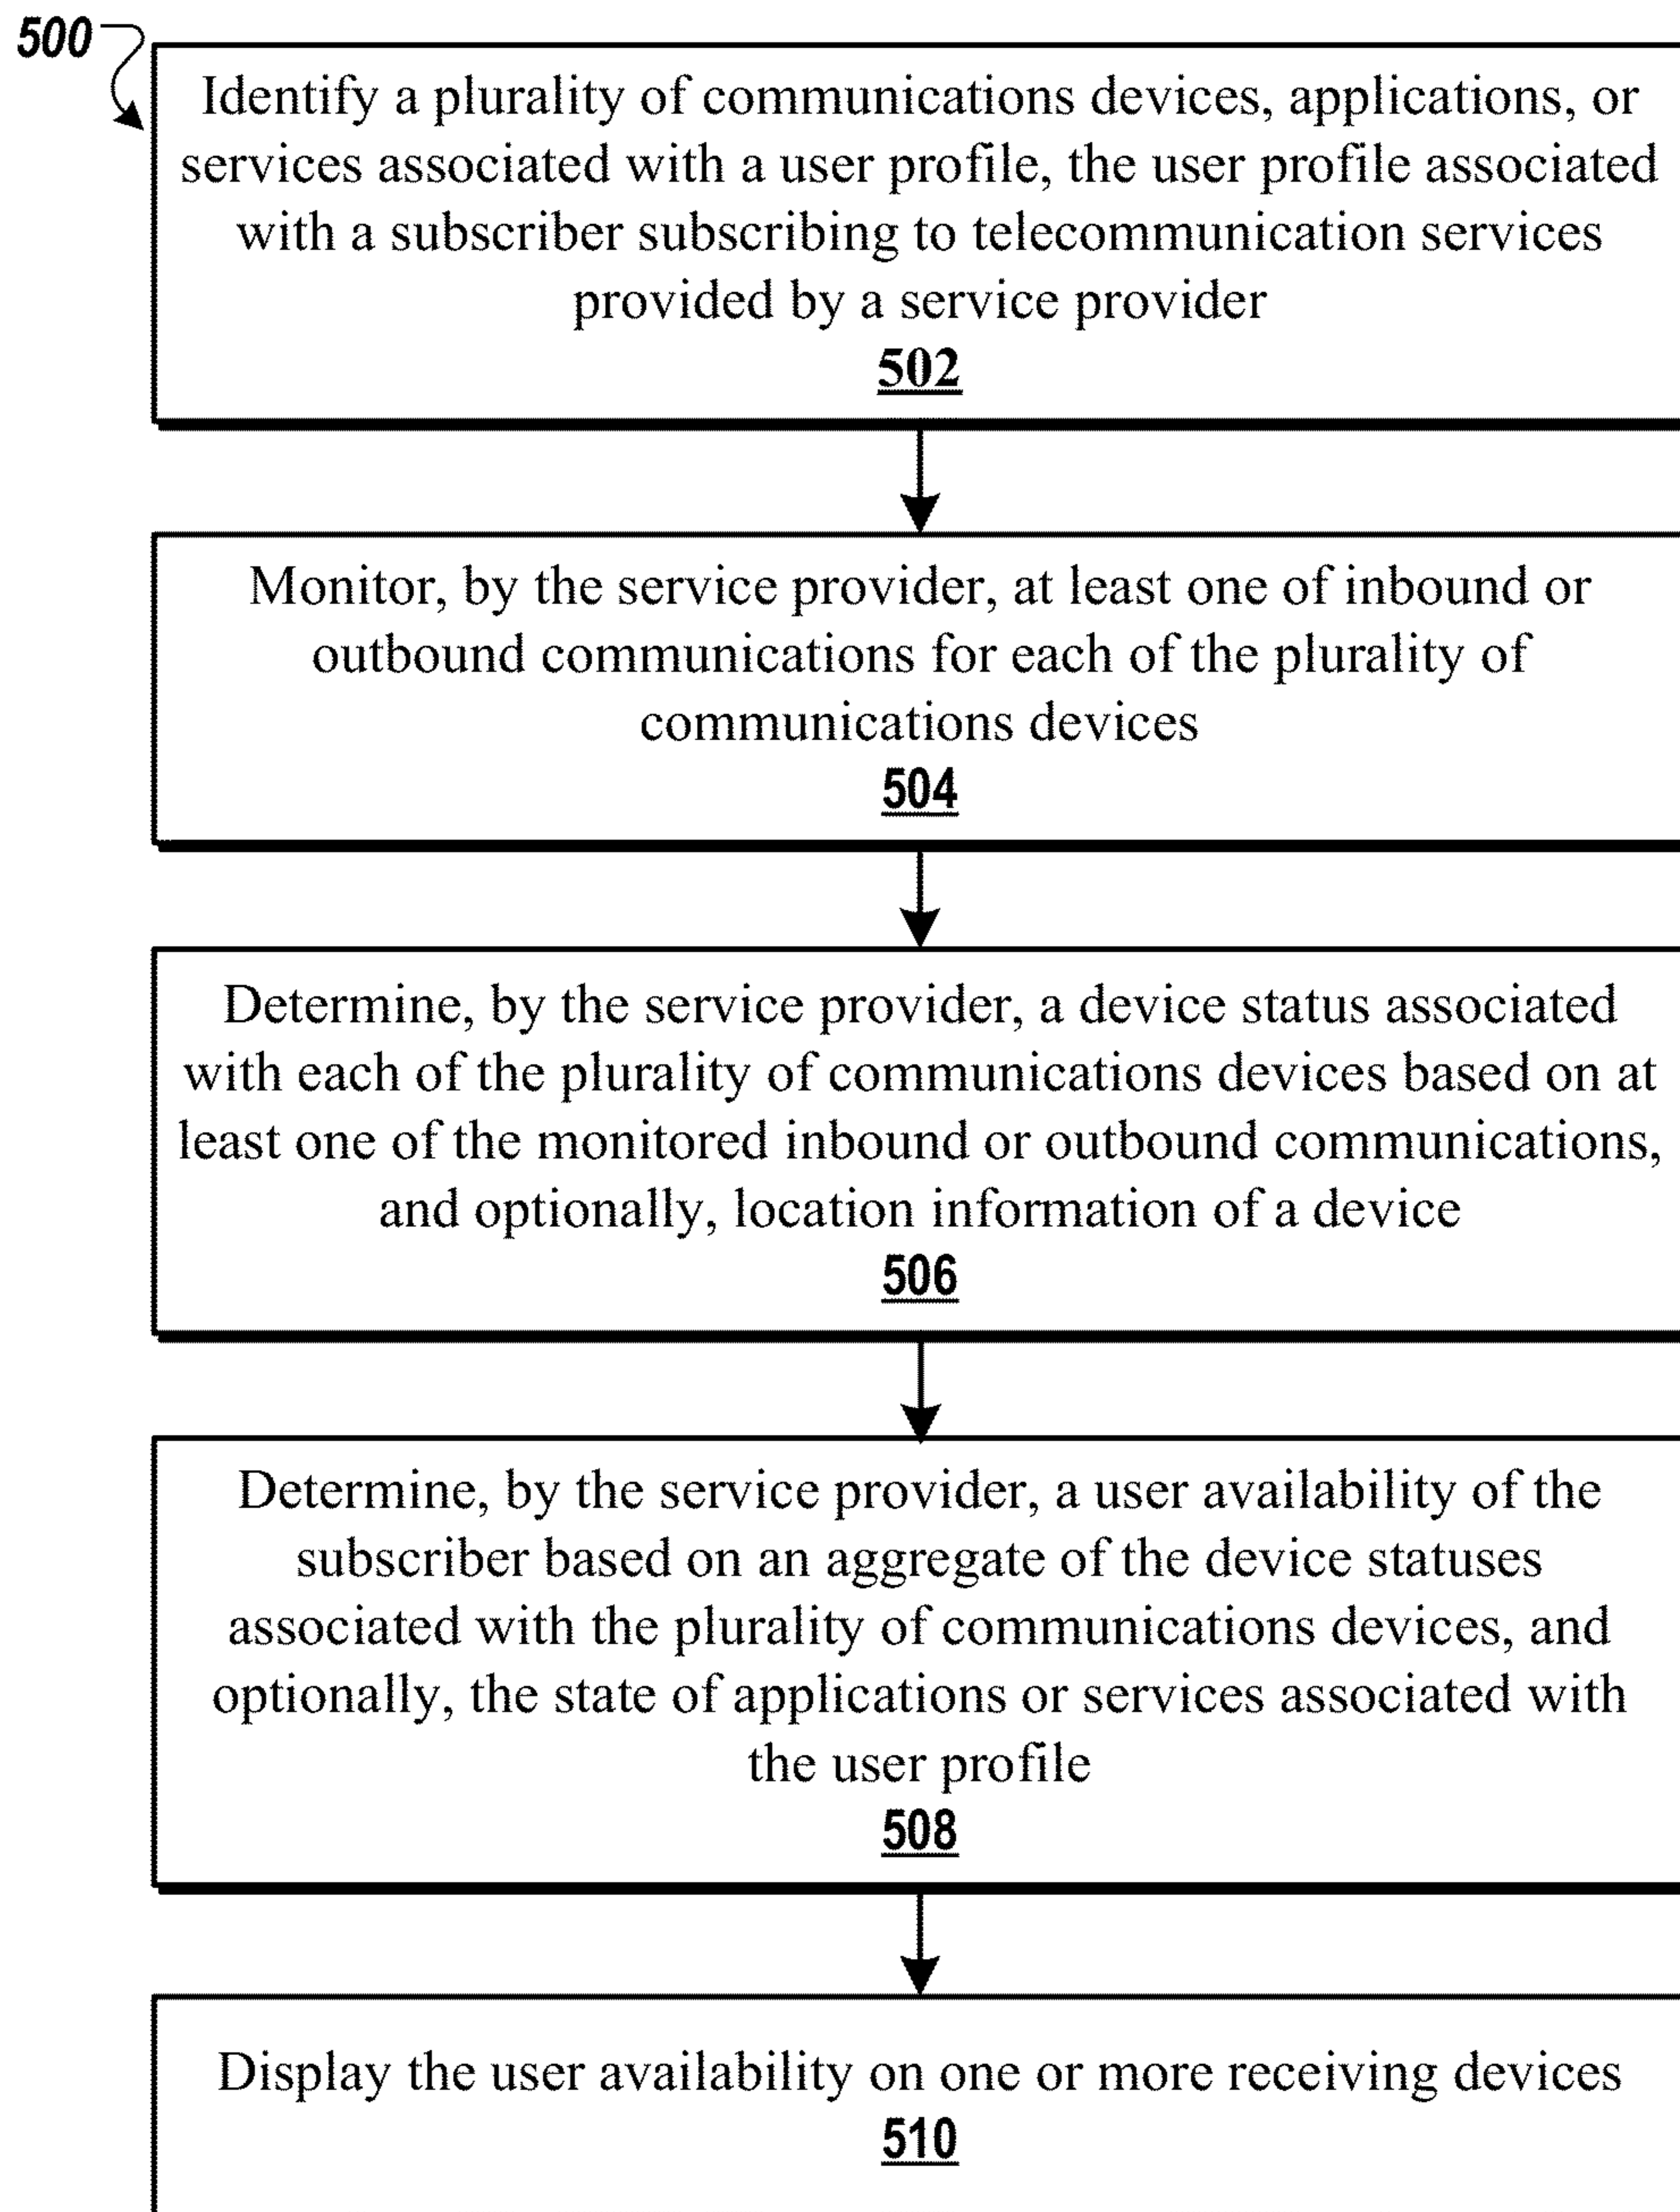 500
Identify a plurality of communications devices, applications, or
services associated with a user profile, the user profile associated
with a subscriber subscribing to telecommunication services
provided by a service provider
502
Monitor, by the service provider, at least one of inbound or
outbound communications for each of the plurality of
communications devices
504
Determine, by the service provider, a device status associated
with each of the plurality of communications devices based on at
least one of the monitored inbound or outbound communications,
and optionally, location information of a device
506
Determine, by the service provider, a user availability of the
subscriber based on an aggregate of the device statuses
associated with the plurality of communications devices, and
optionally, the state of applications or services associated with
the user profile
508
Display the user availability on one or more receiving devices
510